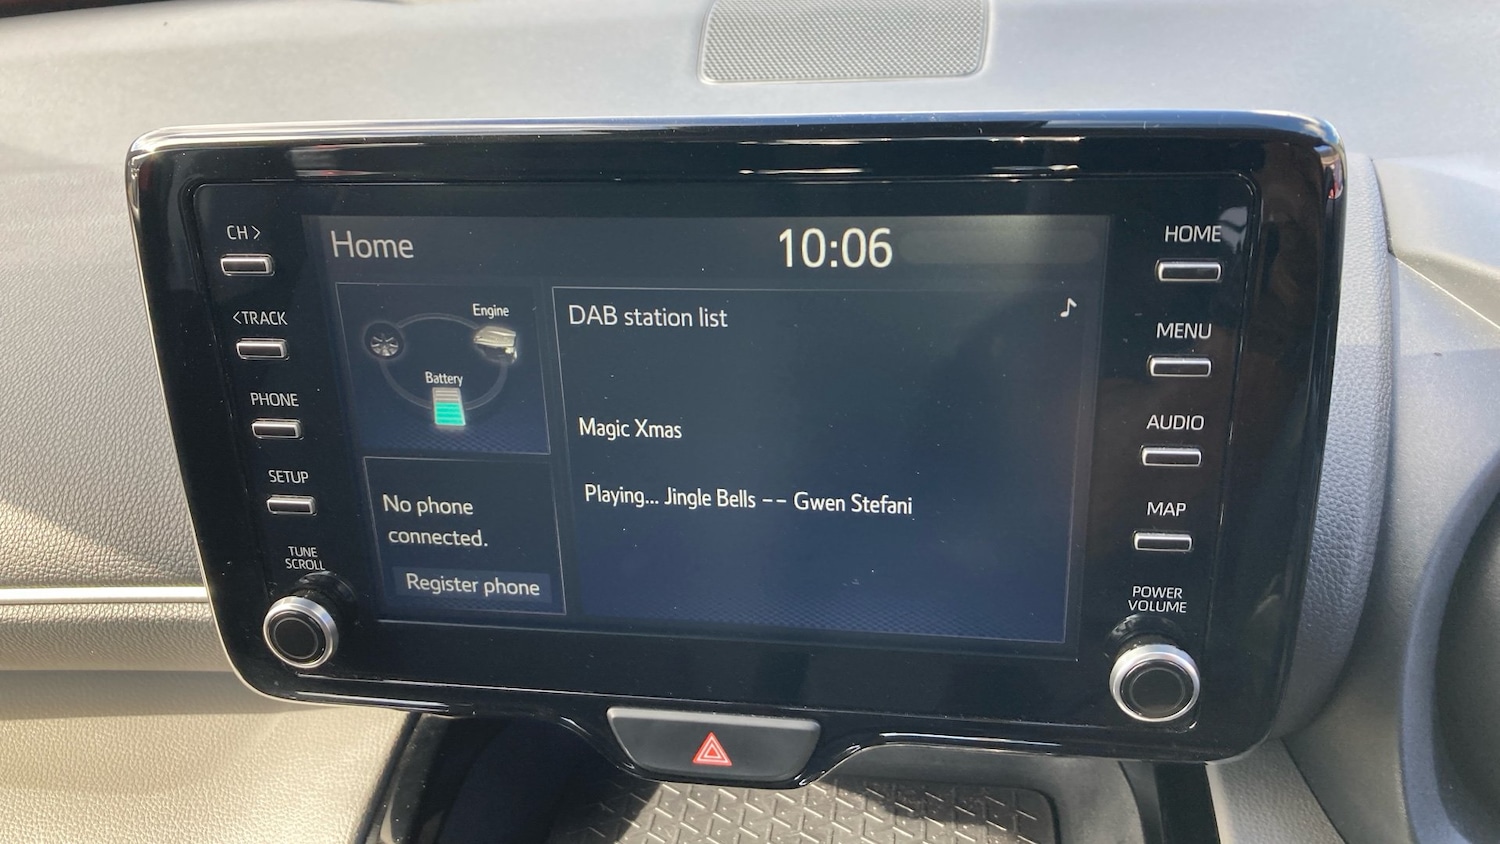 CH>
<TRACK
PHONE
SETUP
TUNE
SCROLL
Home
10:06
Engine
Battery
No phone
connected.
Register phone
DAB station list
Magic Xmas
Playing... Jingle Bells -- Gwen Stefani
HOME
MENU
AUDIO
MAP
POWER
VOLUME